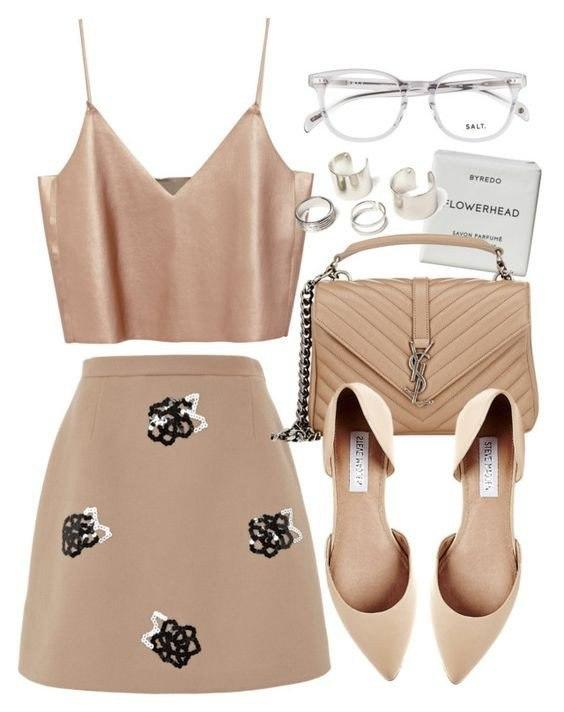 SALT.
BYREDO
FLOWERHEAD
SAVON PARFUMÉ
YSL
STEVE MADDEN
STEVE MADDEN